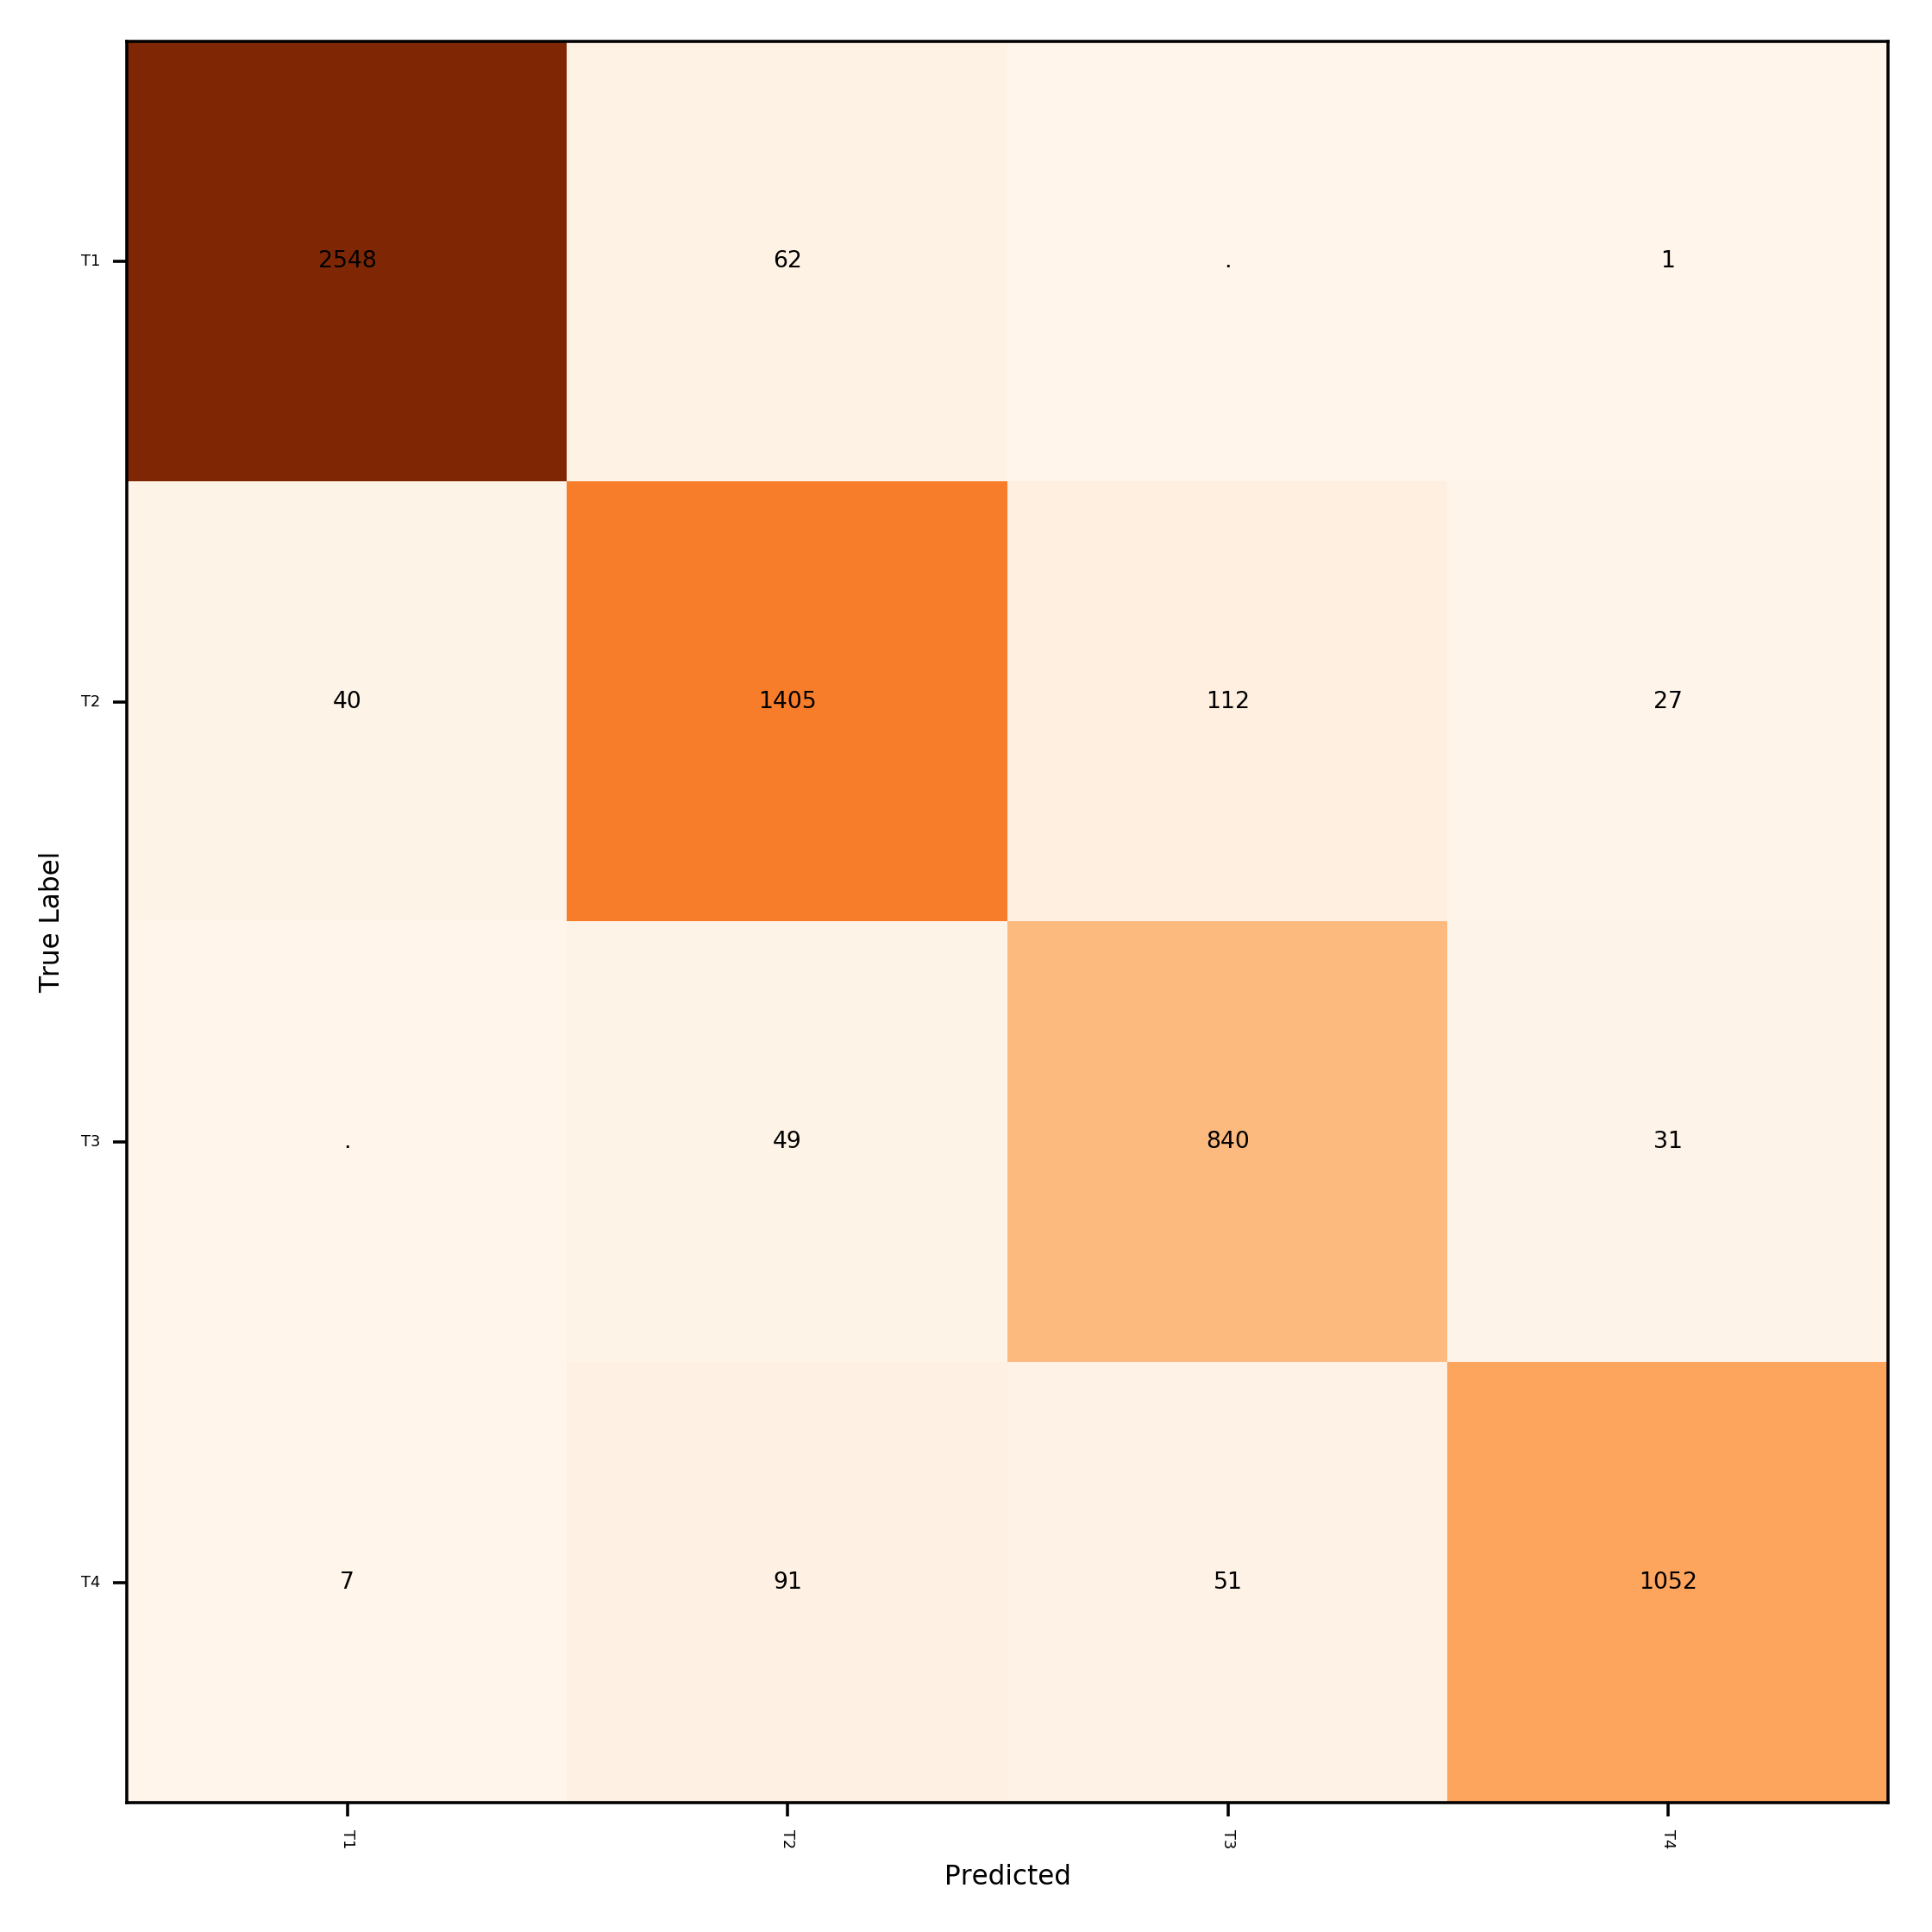 T1 2548 62 . 1
T2 40 1405 112 27
T3 . 49 840 31
T4 7 91 51 1052
True Label
T1 T2 T3 T4
Predicted